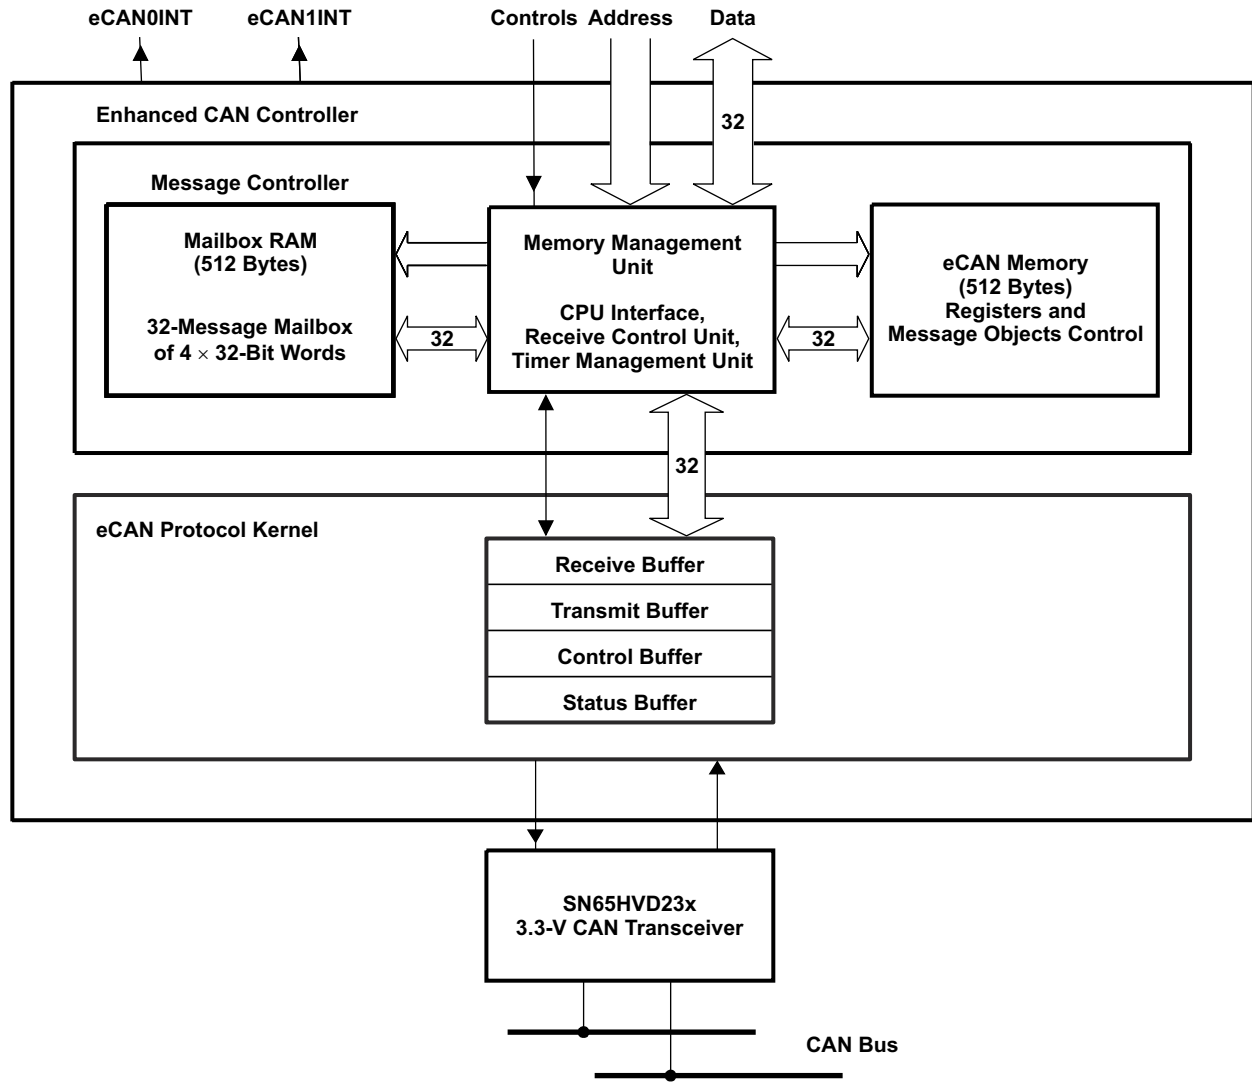 eCAN0INT
eCAN1INT
Controls
Address
Data
32
Enhanced CAN Controller
Message Controller
Mailbox RAM
(512 Bytes)
32-Message Mailbox
of 4 × 32-Bit Words
32
Memory Management
Unit
CPU Interface,
Receive Control Unit,
Timer Management Unit
32
eCAN Memory
(512 Bytes)
Registers and
Message Objects Control
32
eCAN Protocol Kernel
Receive Buffer
Transmit Buffer
Control Buffer
Status Buffer
SN65HVD23x
3.3-V CAN Transceiver
CAN Bus